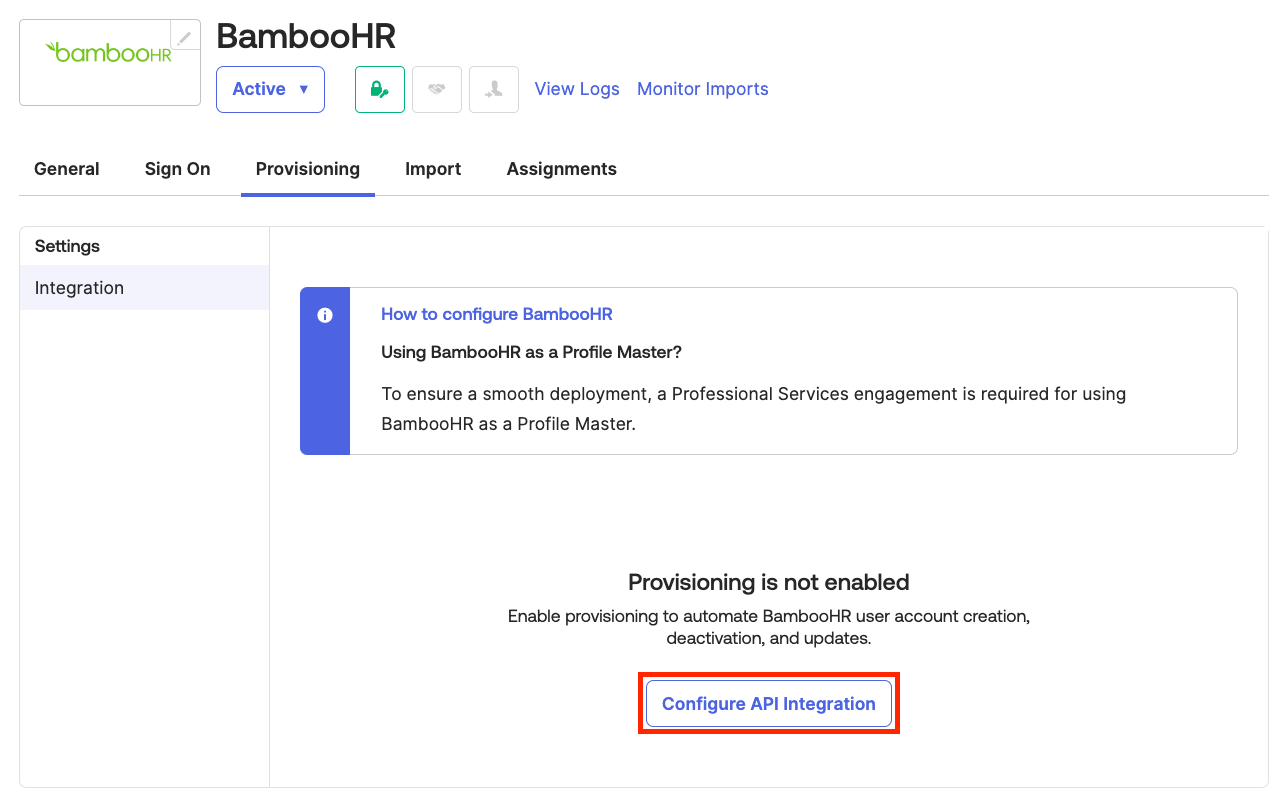 bambooHR
BambooHR
Active ▼
View Logs
Monitor Imports
General
Sign On
Provisioning
Import
Assignments
Settings
Integration
How to configure BambooHR
Using BambooHR as a Profile Master?
To ensure a smooth deployment, a Professional Services engagement is required for using
BambooHR as a Profile Master.
Provisioning is not enabled
Enable provisioning to automate BambooHR user account creation,
deactivation, and updates.
Configure API Integration